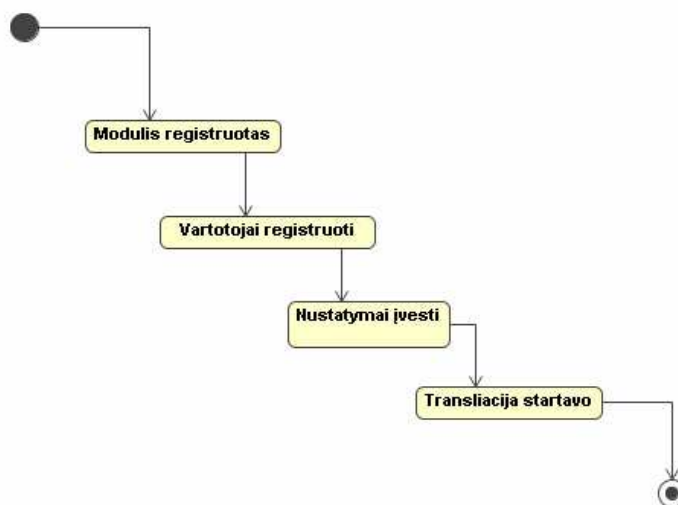 Modulis registruotas
Vartotojai registruoti
Nustatymai įvesti
Transliacija startavo